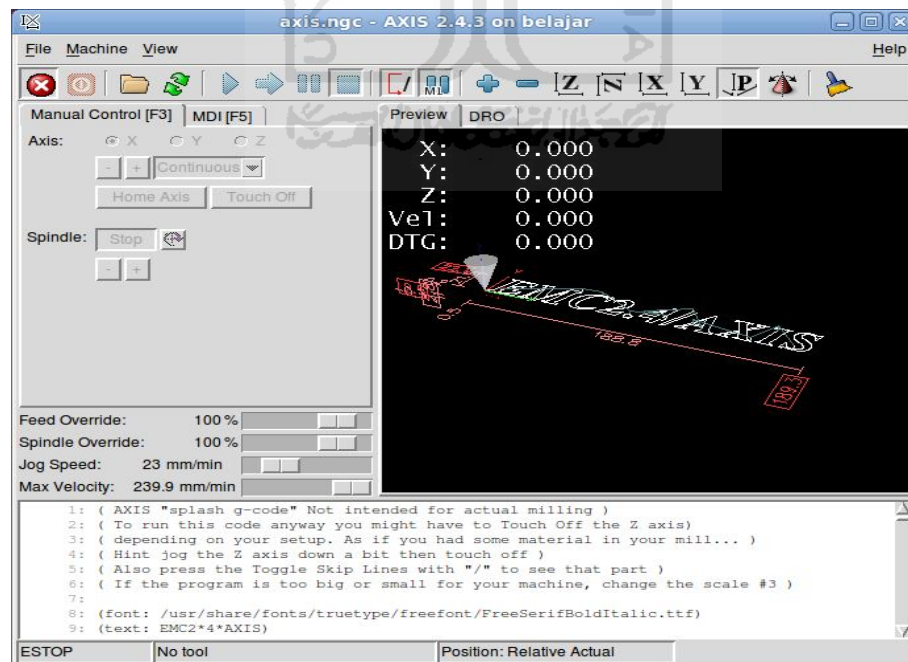 axis.ngc - AXIS 2.4.3 on belajar
File Machine View Help
Z N X Y P
Manual Control [F3] MDI [F5]
Preview DRO
Axis: X Y Z
- + Continuous
Home Axis Touch Off
Spindle: Stop
- +
X: 0.000
Y: 0.000
Z: 0.000
Vel: 0.000
DTG: 0.000
EMC2.4/AXIS
0.5
188.8
189.3
Feed Override: 100 %
Spindle Override: 100 %
Jog Speed: 23 mm/min
Max Velocity: 239.9 mm/min
1: ( AXIS "splash g-code" Not intended for actual milling )
2: ( To run this code anyway you might have to Touch Off the Z axis)
3: ( depending on your setup. As if you had some material in your mill... )
4: ( Hint jog the Z axis down a bit then touch off )
5: ( Also press the Toggle Skip Lines with "/" to see that part )
6: ( If the program is too big or small for your machine, change the scale #3 )
7:
8: (font: /usr/share/fonts/truetype/freefont/FreeSerifBoldItalic.ttf)
9: (text: EMC2*4*AXIS)
ESTOP No tool Position: Relative Actual